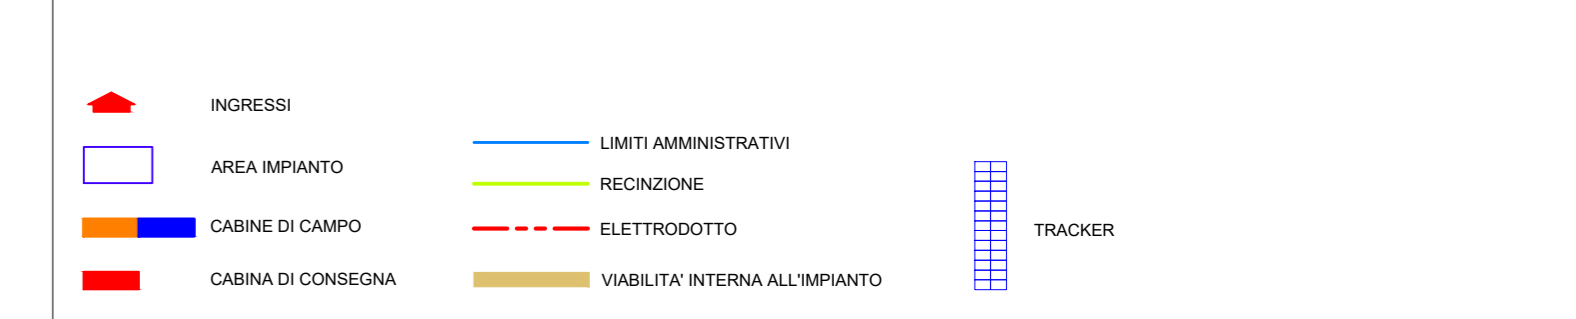 INGRESSI
AREA IMPIANTO
CABINE DI CAMPO
CABINA DI CONSEGNA
LIMITI AMMINISTRATIVI
RECINZIONE
ELETTRODOTTO
VIABILITA' INTERNA ALL'IMPIANTO
TRACKER